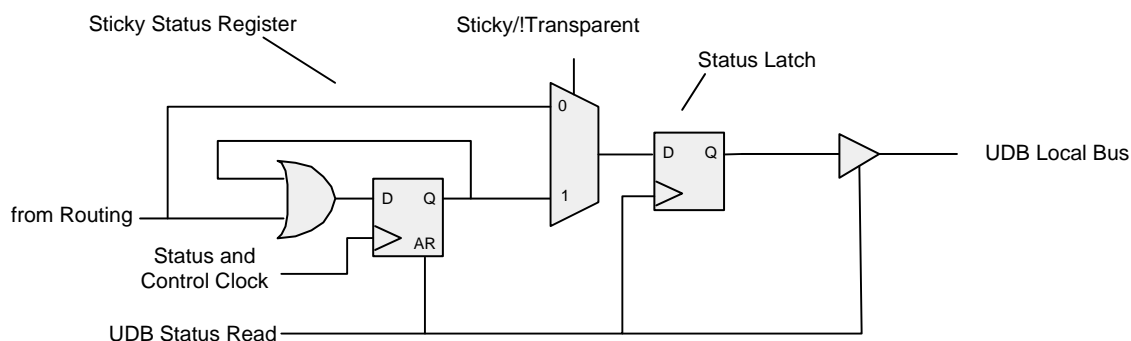 Sticky Status Register
Sticky/!Transparent
Status Latch
0
D Q
UDB Local Bus
D Q
1
from Routing
AR
Status and
Control Clock
UDB Status Read